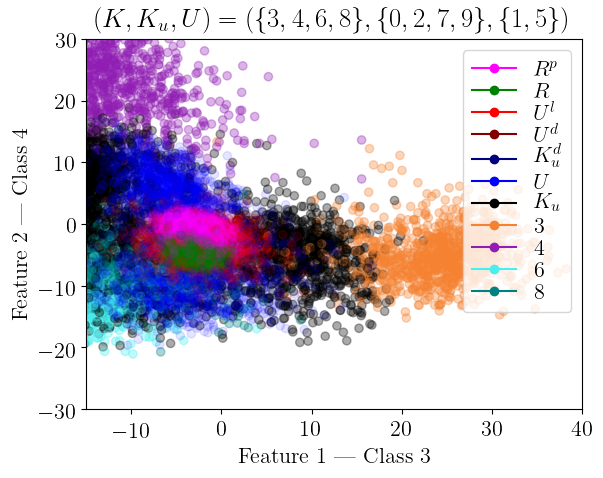 (K, K_u, U) = ({3, 4, 6, 8}, {0, 2, 7, 9}, {1, 5})
Feature 2 — Class 4
30
20
10
0
−10
−20
−30
R^p
R
U^l
U^d
K_u^d
U
K_u
3
4
6
8
−10
0
10
20
30
40
Feature 1 — Class 3